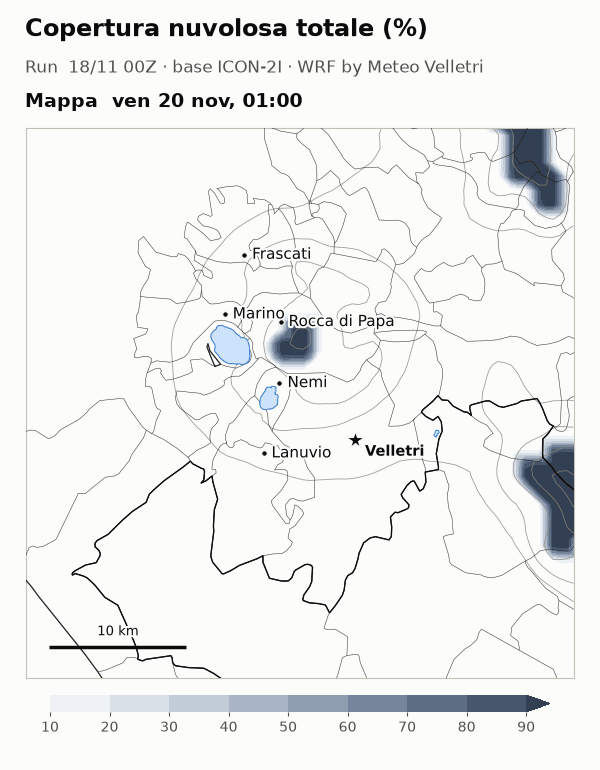 Copertura nuvolosa totale (%)
Run  18/11 00Z · base ICON-2I · WRF by Meteo Velletri
Mappa  ven 20 nov, 01:00
Frascati
Marino
Rocca di Papa
Nemi
Velletri
Lanuvio
10 km
10 20 30 40 50 60 70 80 90